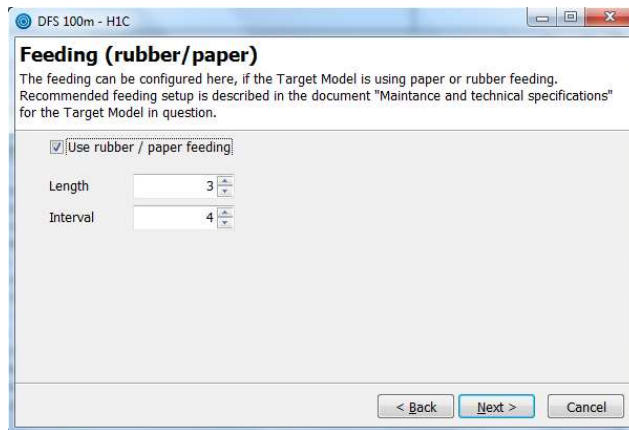 DFS 100m - H1C
Feeding (rubber/paper)
The feeding can be configured here, if the Target Model is using paper or rubber feeding.
Recommended feeding setup is described in the document "Maintance and technical specifications"
for the Target Model in question.
Use rubber / paper feeding
Length 3
Interval 4
< Back Next > Cancel